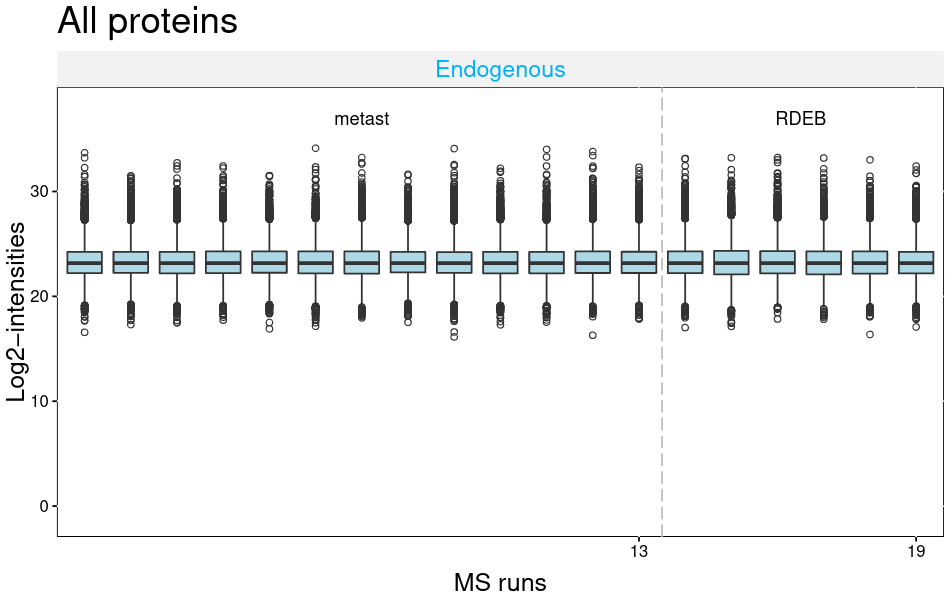 All proteins
Endogenous
metast
RDEB
Log2−intensities
30
20
10
0
13
19
MS runs